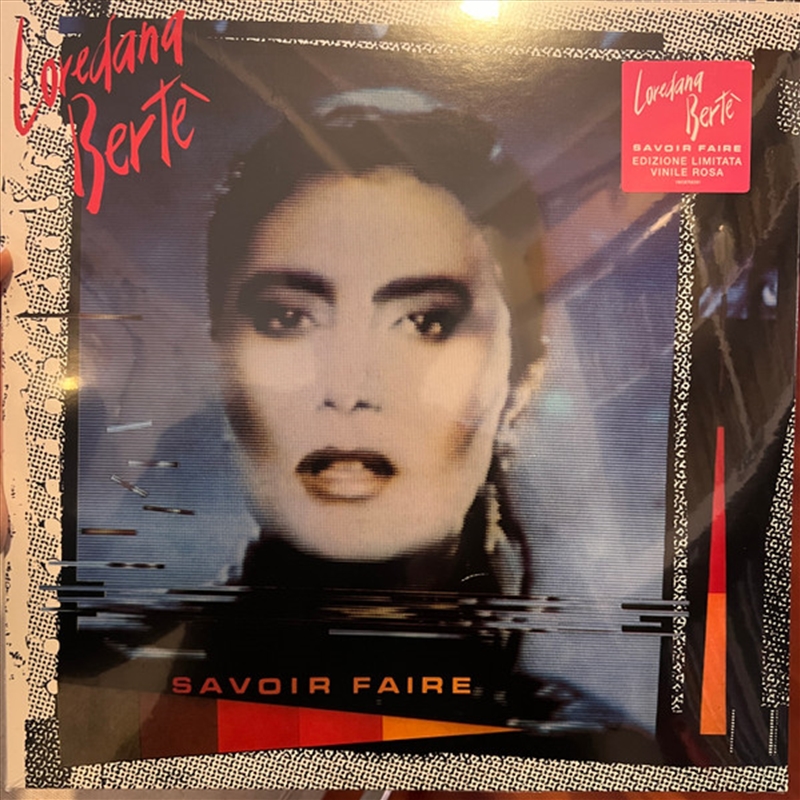 Loredana
Bertè
Loredana
Bertè
SAVOIR FAIRE
EDIZIONE LIMITATA
VINILE ROSA
SAVOIR FAIRE